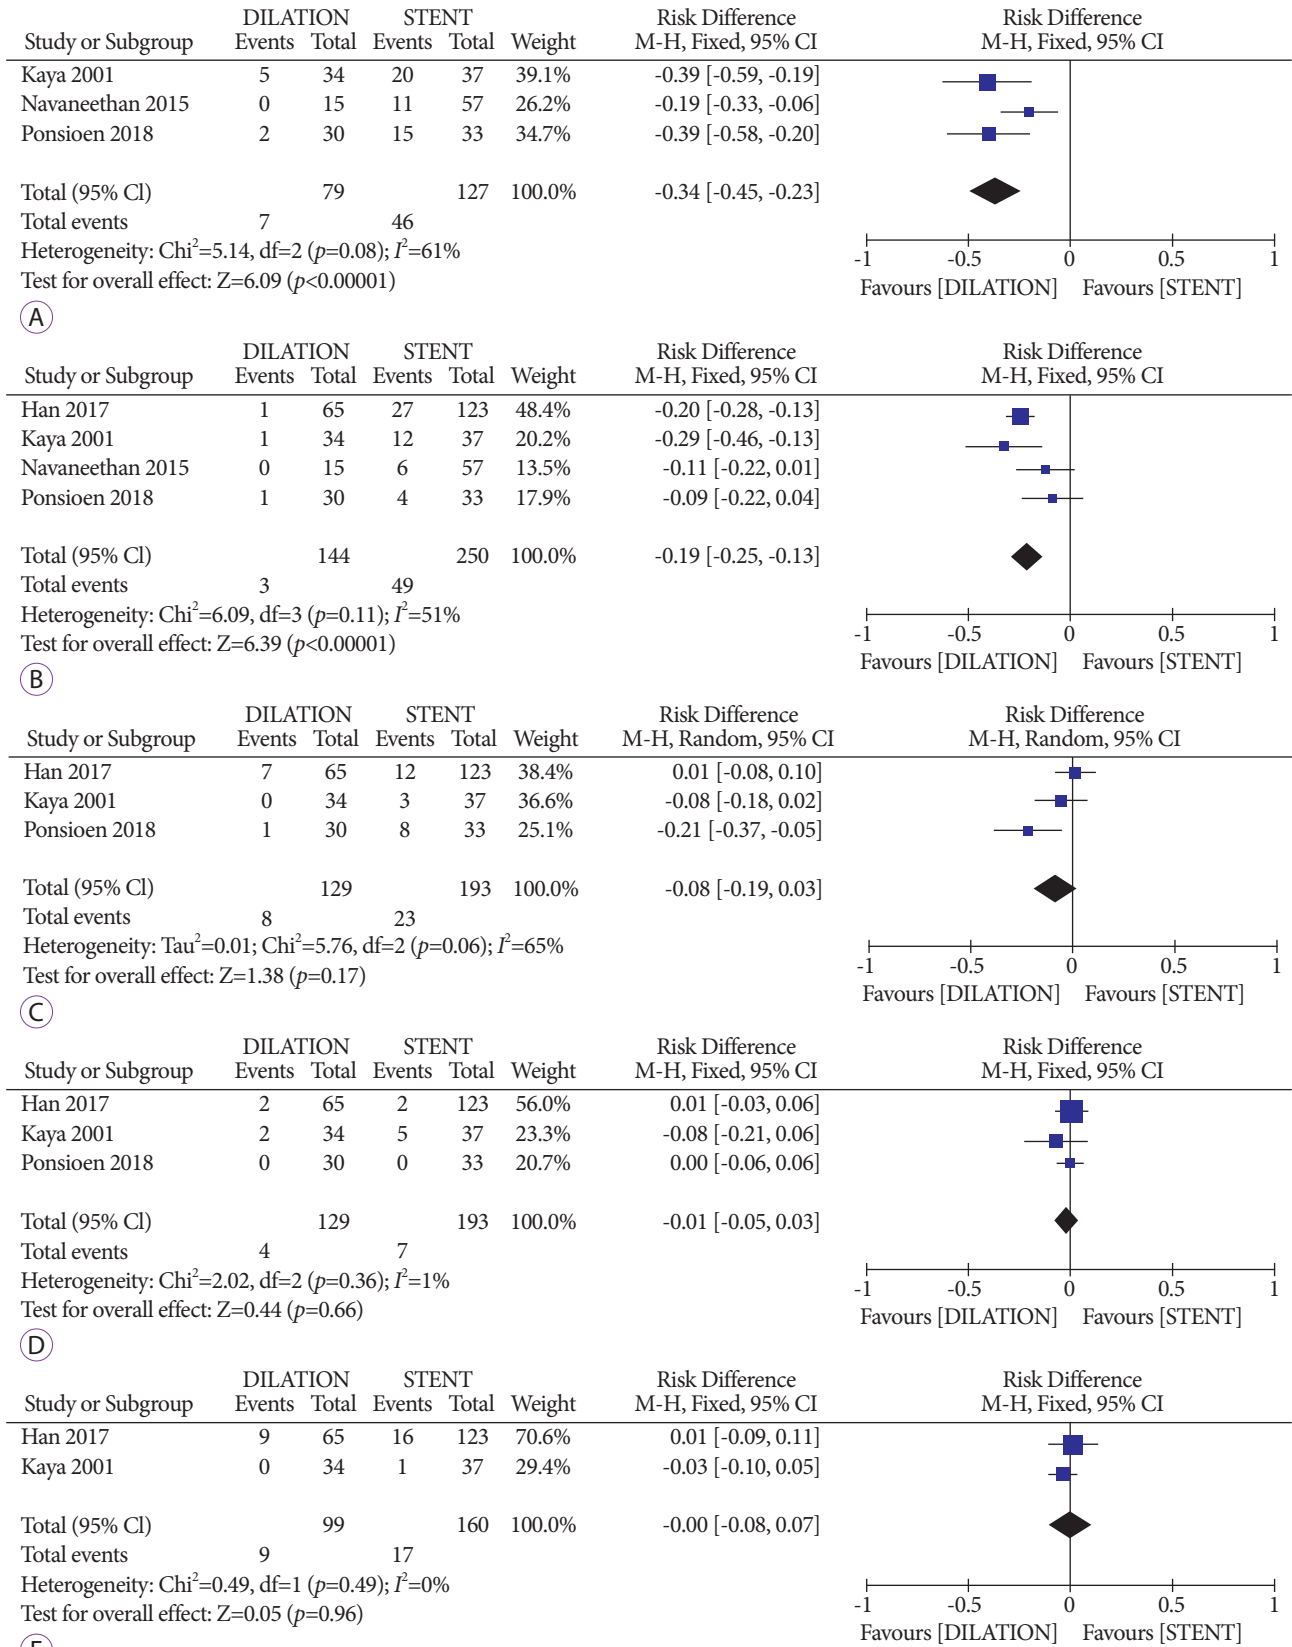 DILATION STENT Risk Difference Risk Difference
Study or Subgroup Events Total Events Total Weight M-H, Fixed, 95% CI M-H, Fixed, 95% CI
Kaya 2001 5 34 20 37 39.1% -0.39 [-0.59, -0.19]
Navaneethan 2015 0 15 11 57 26.2% -0.19 [-0.33, -0.06]
Ponsioen 2018 2 30 15 33 34.7% -0.39 [-0.58, -0.20]
Total (95% Cl) 79 127 100.0% -0.34 [-0.45, -0.23]
Total events 7 46
Heterogeneity: Chi²=5.14, df=2 (p=0.08); I²=61%
-1 -0.5 0 0.5 1
Test for overall effect: Z=6.09 (p<0.00001)
Favours [DILATION] Favours [STENT]
A
DILATION STENT Risk Difference Risk Difference
Study or Subgroup Events Total Events Total Weight M-H, Fixed, 95% CI M-H, Fixed, 95% CI
Han 2017 1 65 27 123 48.4% -0.20 [-0.28, -0.13]
Kaya 2001 1 34 12 37 20.2% -0.29 [-0.46, -0.13]
Navaneethan 2015 0 15 6 57 13.5% -0.11 [-0.22, 0.01]
Ponsioen 2018 1 30 4 33 17.9% -0.09 [-0.22, 0.04]
Total (95% Cl) 144 250 100.0% -0.19 [-0.25, -0.13]
Total events 3 49
Heterogeneity: Chi²=6.09, df=3 (p=0.11); I²=51%
-1 -0.5 0 0.5 1
Test for overall effect: Z=6.39 (p<0.00001)
Favours [DILATION] Favours [STENT]
B
DILATION STENT Risk Difference Risk Difference
Study or Subgroup Events Total Events Total Weight M-H, Random, 95% CI M-H, Random, 95% CI
Han 2017 7 65 12 123 38.4% 0.01 [-0.08, 0.10]
Kaya 2001 0 34 3 37 36.6% -0.08 [-0.18, 0.02]
Ponsioen 2018 1 30 8 33 25.1% -0.21 [-0.37, -0.05]
Total (95% Cl) 129 193 100.0% -0.08 [-0.19, 0.03]
Total events 8 23
Heterogeneity: Tau²=0.01; Chi²=5.76, df=2 (p=0.06); I²=65%
-1 -0.5 0 0.5 1
Test for overall effect: Z=1.38 (p=0.17)
Favours [DILATION] Favours [STENT]
C
DILATION STENT Risk Difference Risk Difference
Study or Subgroup Events Total Events Total Weight M-H, Fixed, 95% CI M-H, Fixed, 95% CI
Han 2017 2 65 2 123 56.0% 0.01 [-0.03, 0.06]
Kaya 2001 2 34 5 37 23.3% -0.08 [-0.21, 0.06]
Ponsioen 2018 0 30 0 33 20.7% 0.00 [-0.06, 0.06]
Total (95% Cl) 129 193 100.0% -0.01 [-0.05, 0.03]
Total events 4 7
Heterogeneity: Chi²=2.02, df=2 (p=0.36); I²=1%
-1 -0.5 0 0.5 1
Test for overall effect: Z=0.44 (p=0.66)
Favours [DILATION] Favours [STENT]
D
DILATION STENT Risk Difference Risk Difference
Study or Subgroup Events Total Events Total Weight M-H, Fixed, 95% CI M-H, Fixed, 95% CI
Han 2017 9 65 16 123 70.6% 0.01 [-0.09, 0.11]
Kaya 2001 0 34 1 37 29.4% -0.03 [-0.10, 0.05]
Total (95% Cl) 99 160 100.0% -0.00 [-0.08, 0.07]
Total events 9 17
Heterogeneity: Chi²=0.49, df=1 (p=0.49); I²=0%
-1 -0.5 0 0.5 1
Test for overall effect: Z=0.05 (p=0.96)
Favours [DILATION] Favours [STENT]